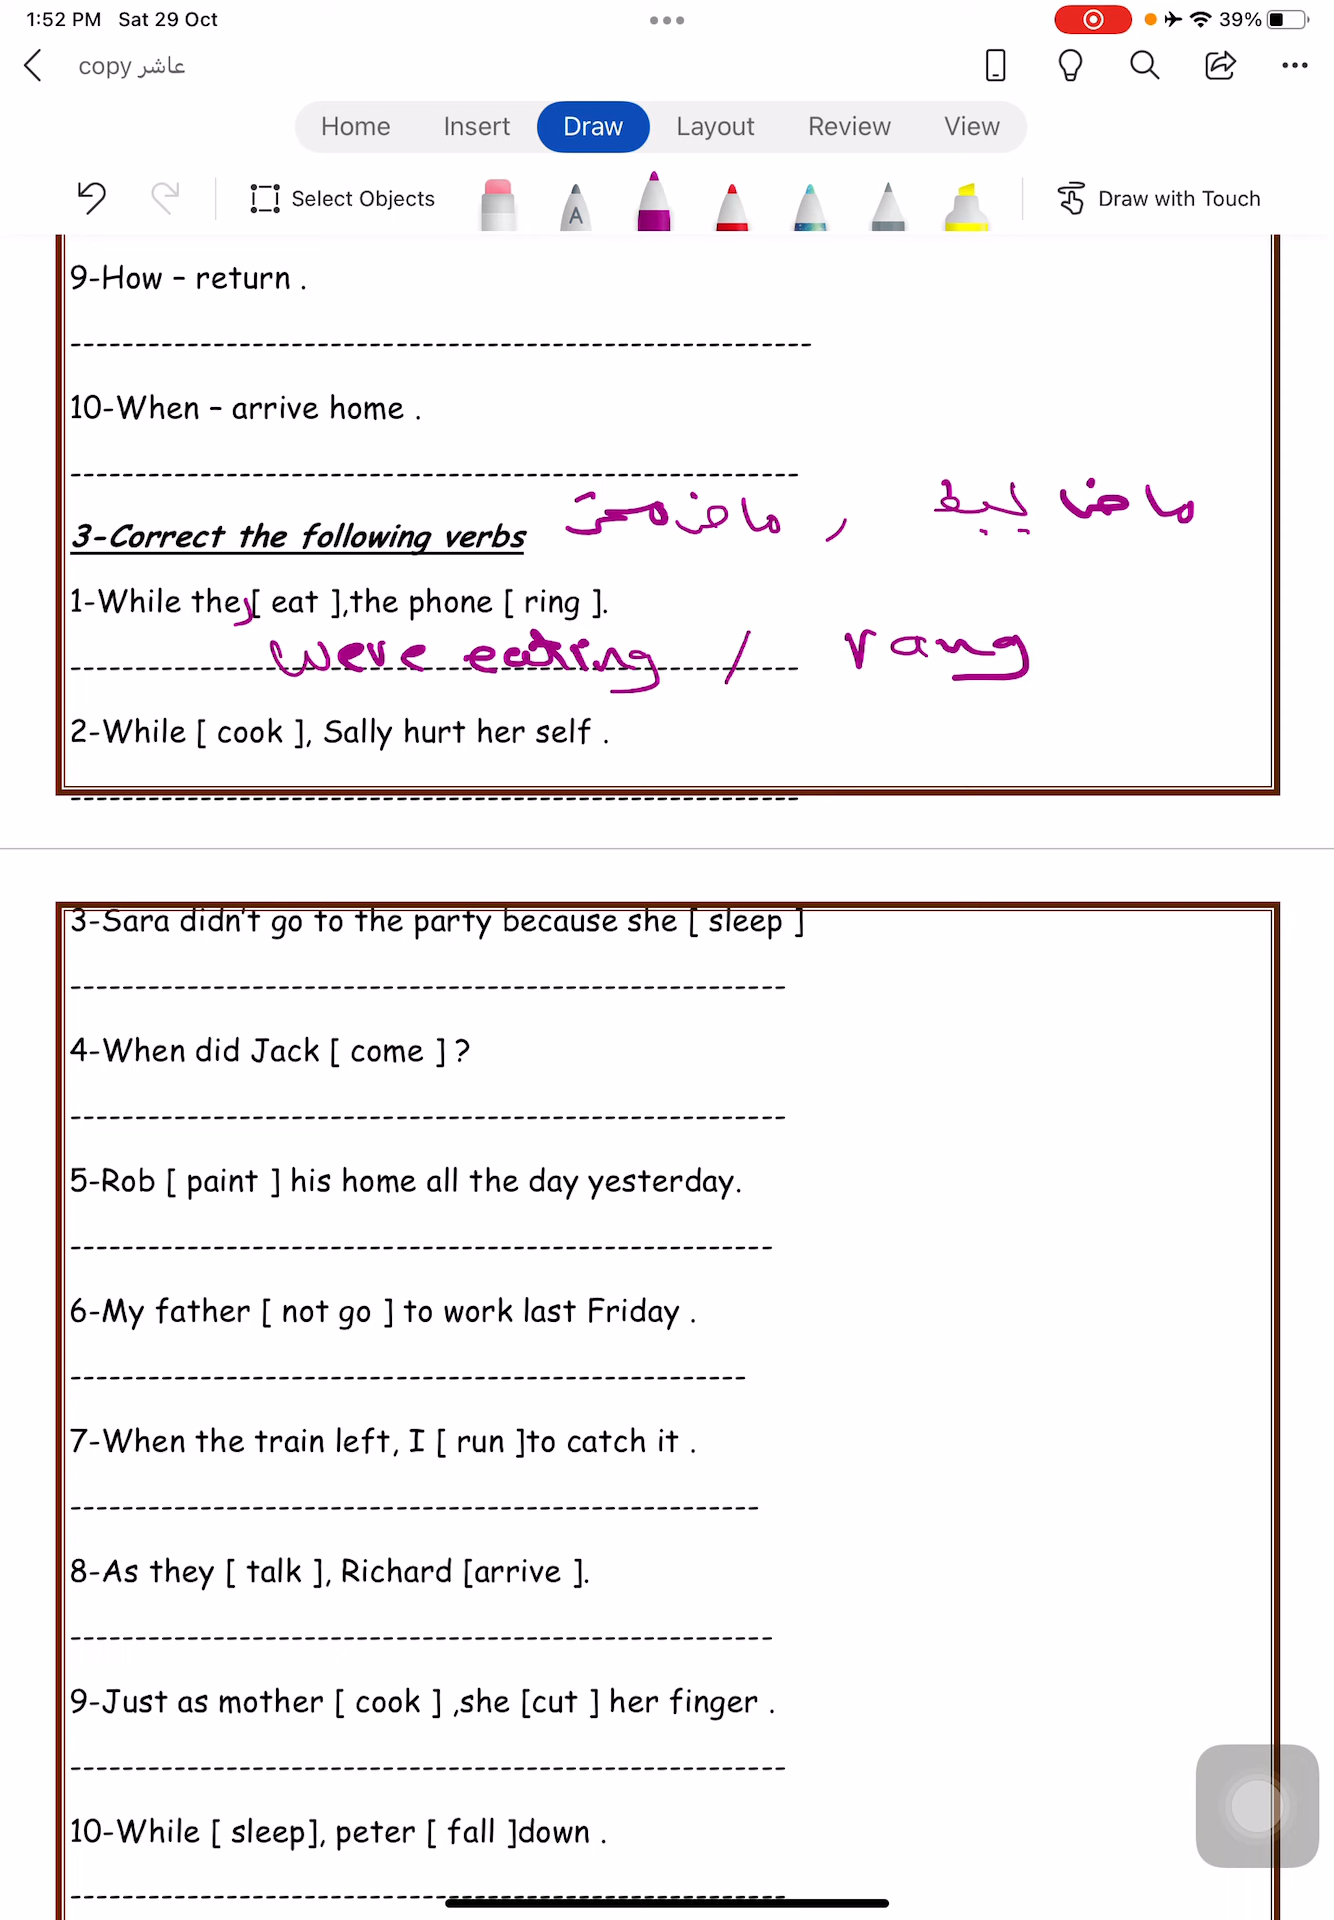 1:52 PM Sat 29 Oct 39%
copy عاشر
Home Insert Draw Layout Review View
Select Objects A Draw with Touch
9-How – return .
10-When – arrive home .
ماضي بسيط , ماضي مستمر
3-Correct the following verbs
1-While they[ eat ],the phone [ ring ].
were eating / rang
2-While [ cook ], Sally hurt her self .
3-Sara didn't go to the party because she [ sleep ]
4-When did Jack [ come ] ?
5-Rob [ paint ] his home all the day yesterday.
6-My father [ not go ] to work last Friday .
7-When the train left, I [ run ]to catch it .
8-As they [ talk ], Richard [arrive ].
9-Just as mother [ cook ] ,she [cut ] her finger .
10-While [ sleep], peter [ fall ]down .